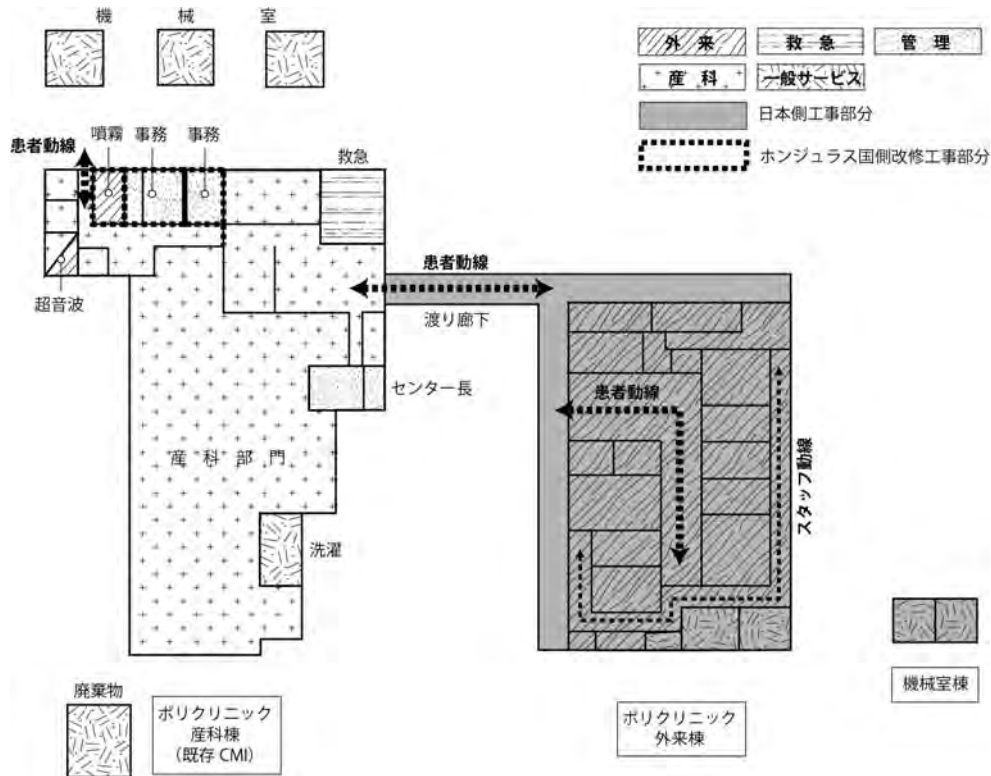 機 械 室
外来
救急
管理
産科
一般サービス
日本側工事部分
ホンジュラス国側改修工事部分
患者動線
噴霧
事務
事務
救急
超音波
患者動線
渡り廊下
センター長
患者動線
スタッフ動線
産科部門
洗濯
廃棄物
ポリクリニック
産科棟
（既存 CMI）
ポリクリニック
外来棟
機械室棟